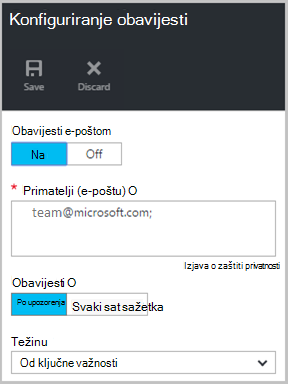 Konfiguriranje obavijesti
Save Discard
Obavijesti e-poštom
Na Off
* Primatelji (e-poštu) O
team@microsoft.com;
Izjava o zaštiti privatnosti
Obavijesti O
Po upozorenja Svaki sat sažetka
Težinu
Od ključne važnosti